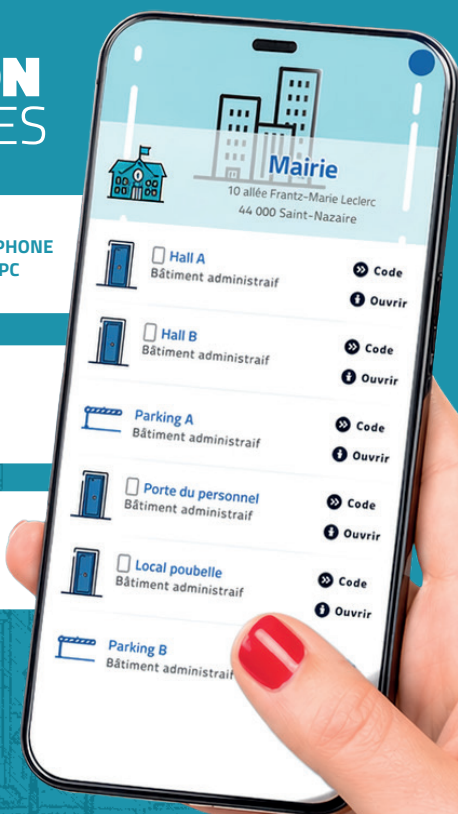 ON
ES
PHONE
PC
Mairie
10 allée Frantz-Marie Leclerc
44 000 Saint-Nazaire
Hall A
Bâtiment administraif
Code
Ouvrir
Hall B
Bâtiment administraif
Code
Ouvrir
Parking A
Bâtiment administraif
Code
Ouvrir
Porte du personnel
Bâtiment administraif
Code
Ouvrir
Local poubelle
Bâtiment administraif
Code
Ouvrir
Parking B
Bâtiment administraif